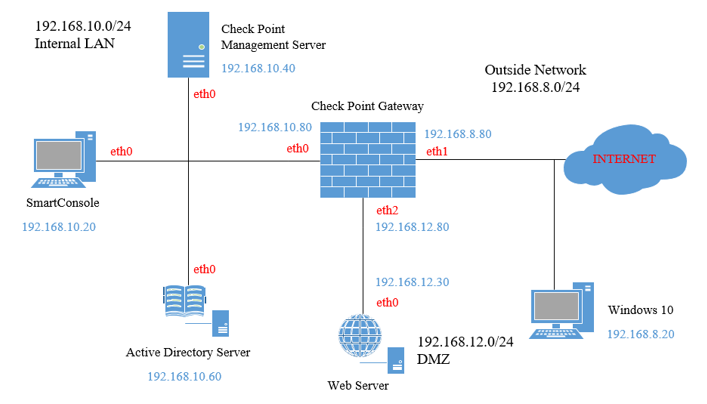 192.168.10.0/24
Internal LAN
Check Point
Management Server
192.168.10.40
eth0
Outside Network
192.168.8.0/24
Check Point Gateway
192.168.10.80
192.168.8.80
eth0
eth0
eth1
INTERNET
SmartConsole
192.168.10.20
eth2
192.168.12.80
eth0
192.168.12.30
eth0
Windows 10
192.168.8.20
192.168.12.0/24
DMZ
Active Directory Server
192.168.10.60
Web Server